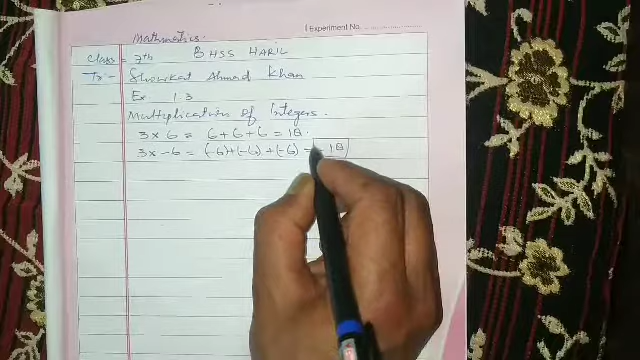 Experiment No.
Mathematics.
Class = 7th BHSS HARIL
Tr - Showkat Ahmad Khan
Ex 1.3
Multiplication of Integers.
3 x 6 = 6 + 6 + 6 = 18.
3 x - 6 = (-6) + (-6) + (-6) = - 18